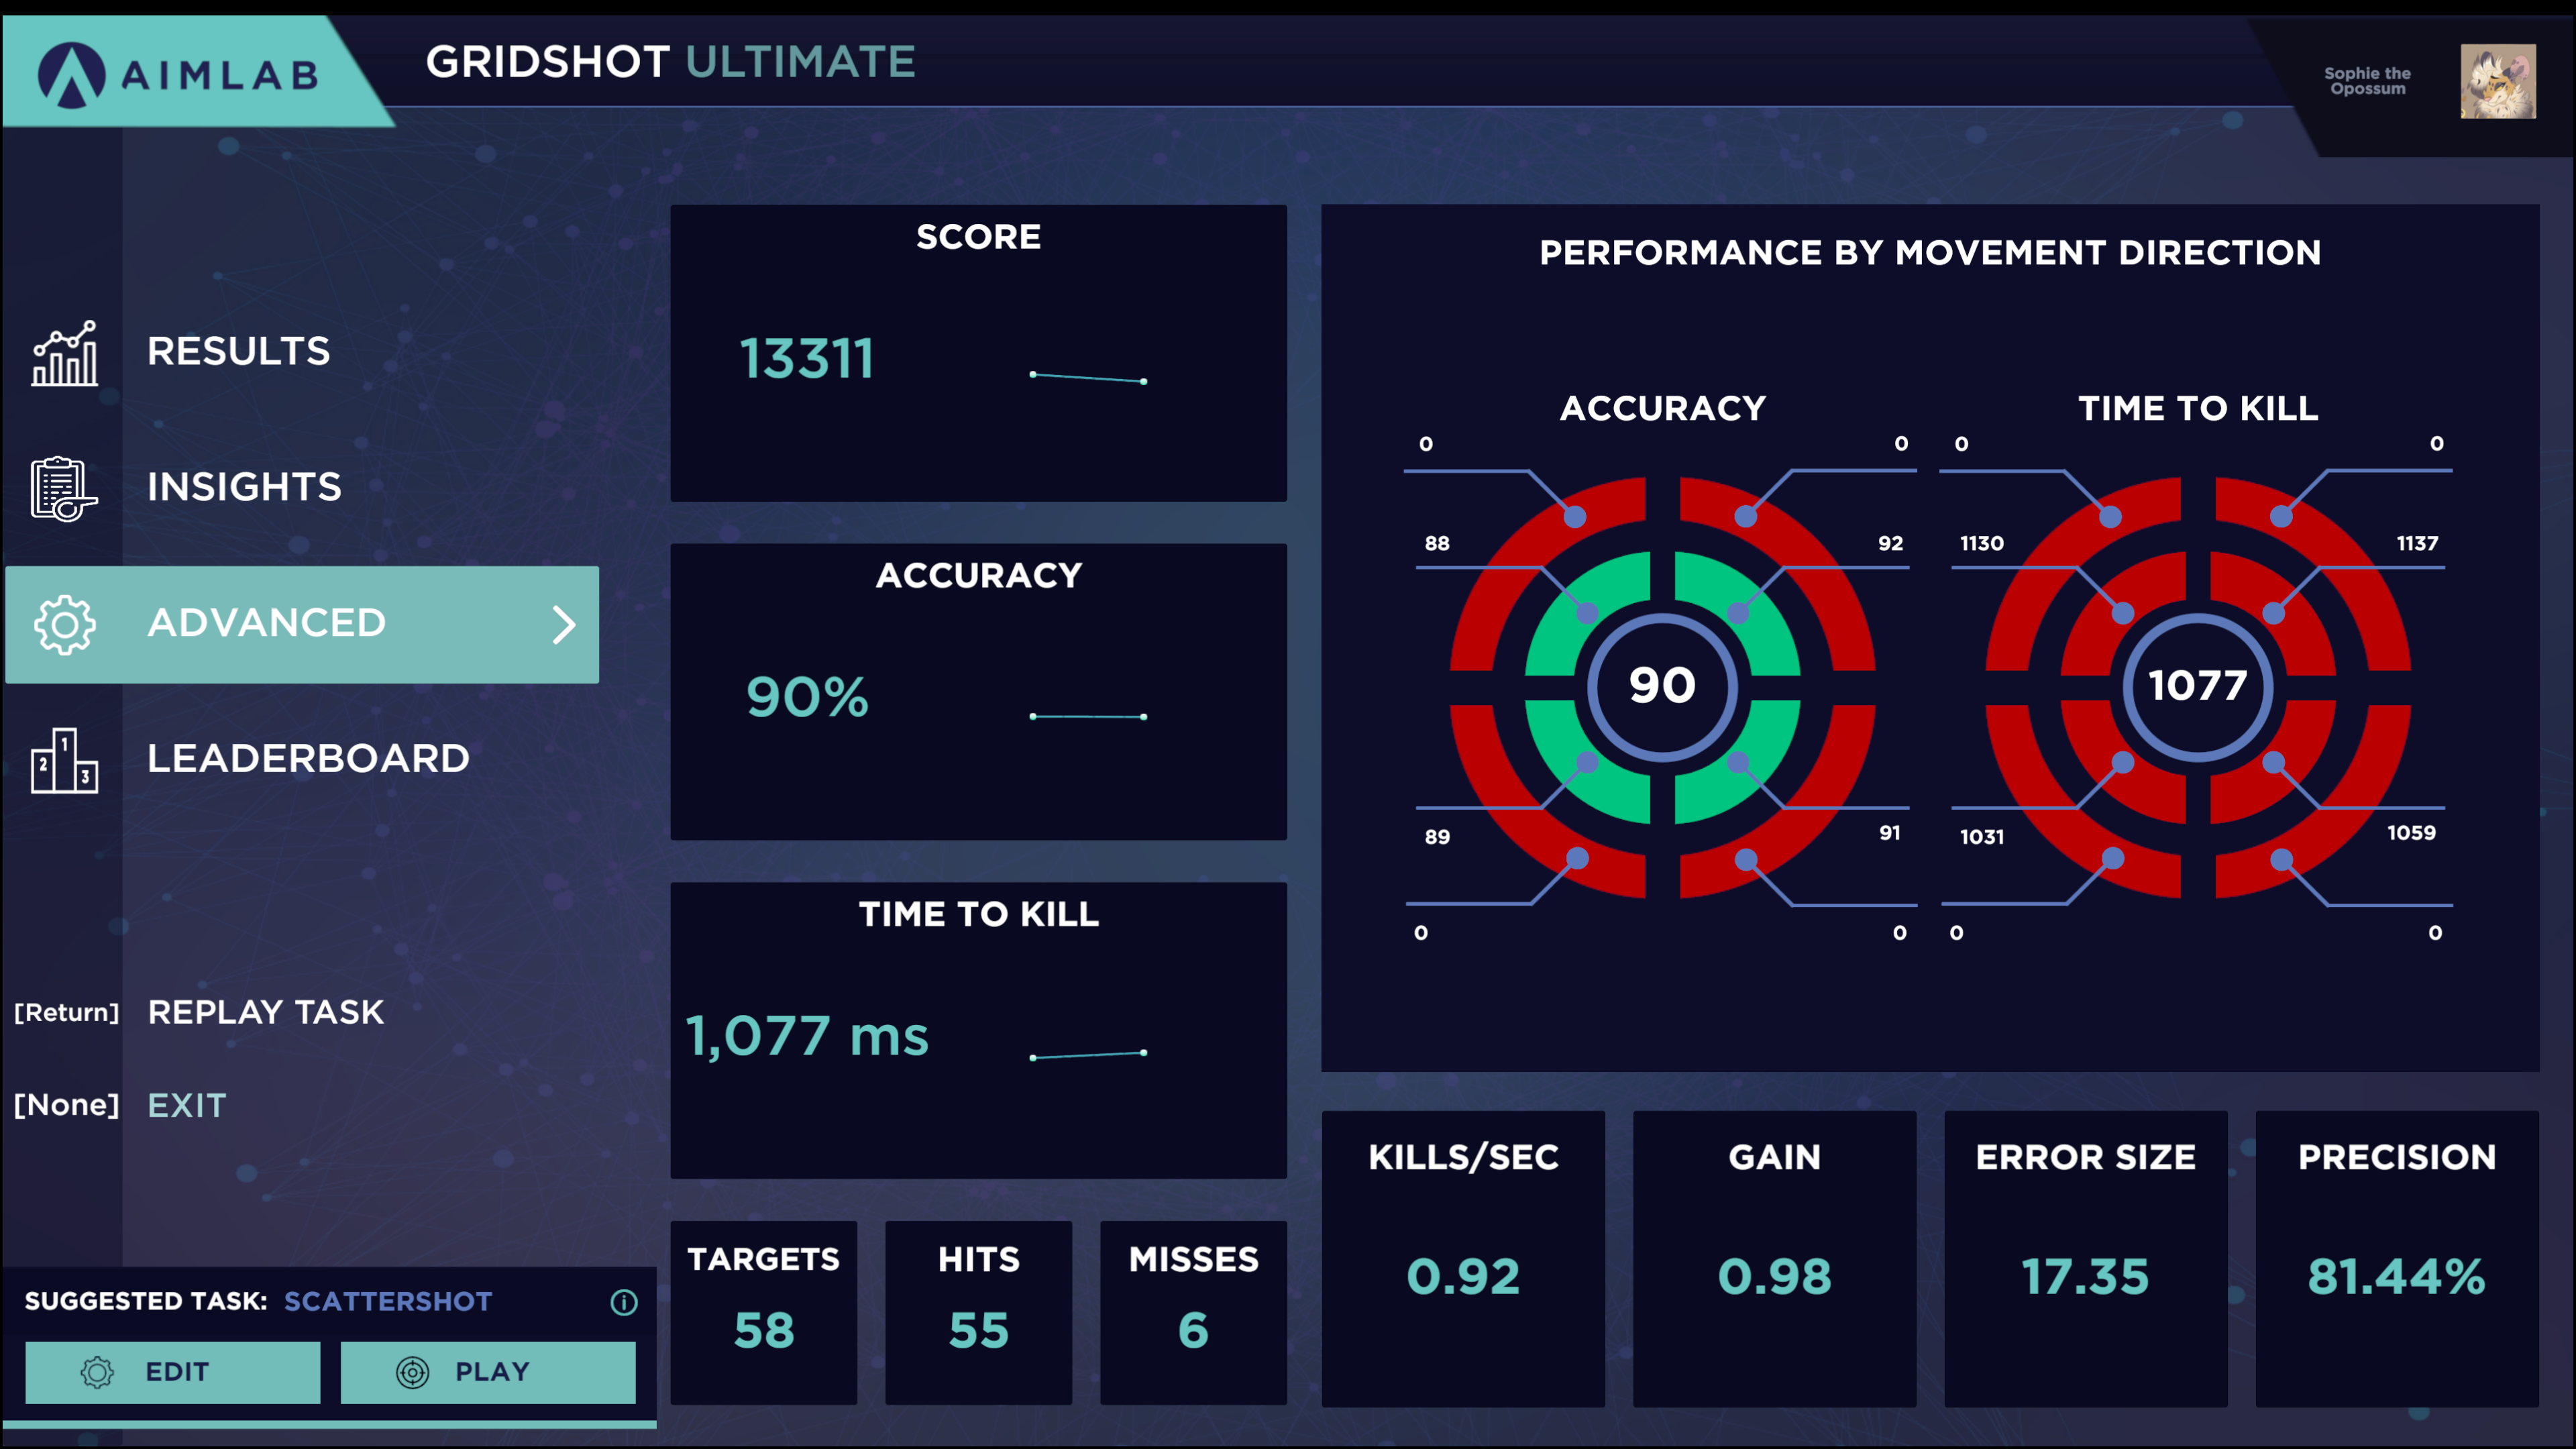 AIMLAB
GRIDSHOT ULTIMATE
Sophie the
Opossum
RESULTS
INSIGHTS
ADVANCED
LEADERBOARD
1
2
3
[Return] REPLAY TASK
[None] EXIT
SUGGESTED TASK: SCATTERSHOT
i
EDIT
PLAY
SCORE
13311
ACCURACY
90%
TIME TO KILL
1,077 ms
TARGETS
58
HITS
55
MISSES
6
PERFORMANCE BY MOVEMENT DIRECTION
ACCURACY
0
0
88
92
90
89
91
0
0
TIME TO KILL
0
0
1130
1137
1077
1031
1059
0
0
KILLS/SEC
0.92
GAIN
0.98
ERROR SIZE
17.35
PRECISION
81.44%